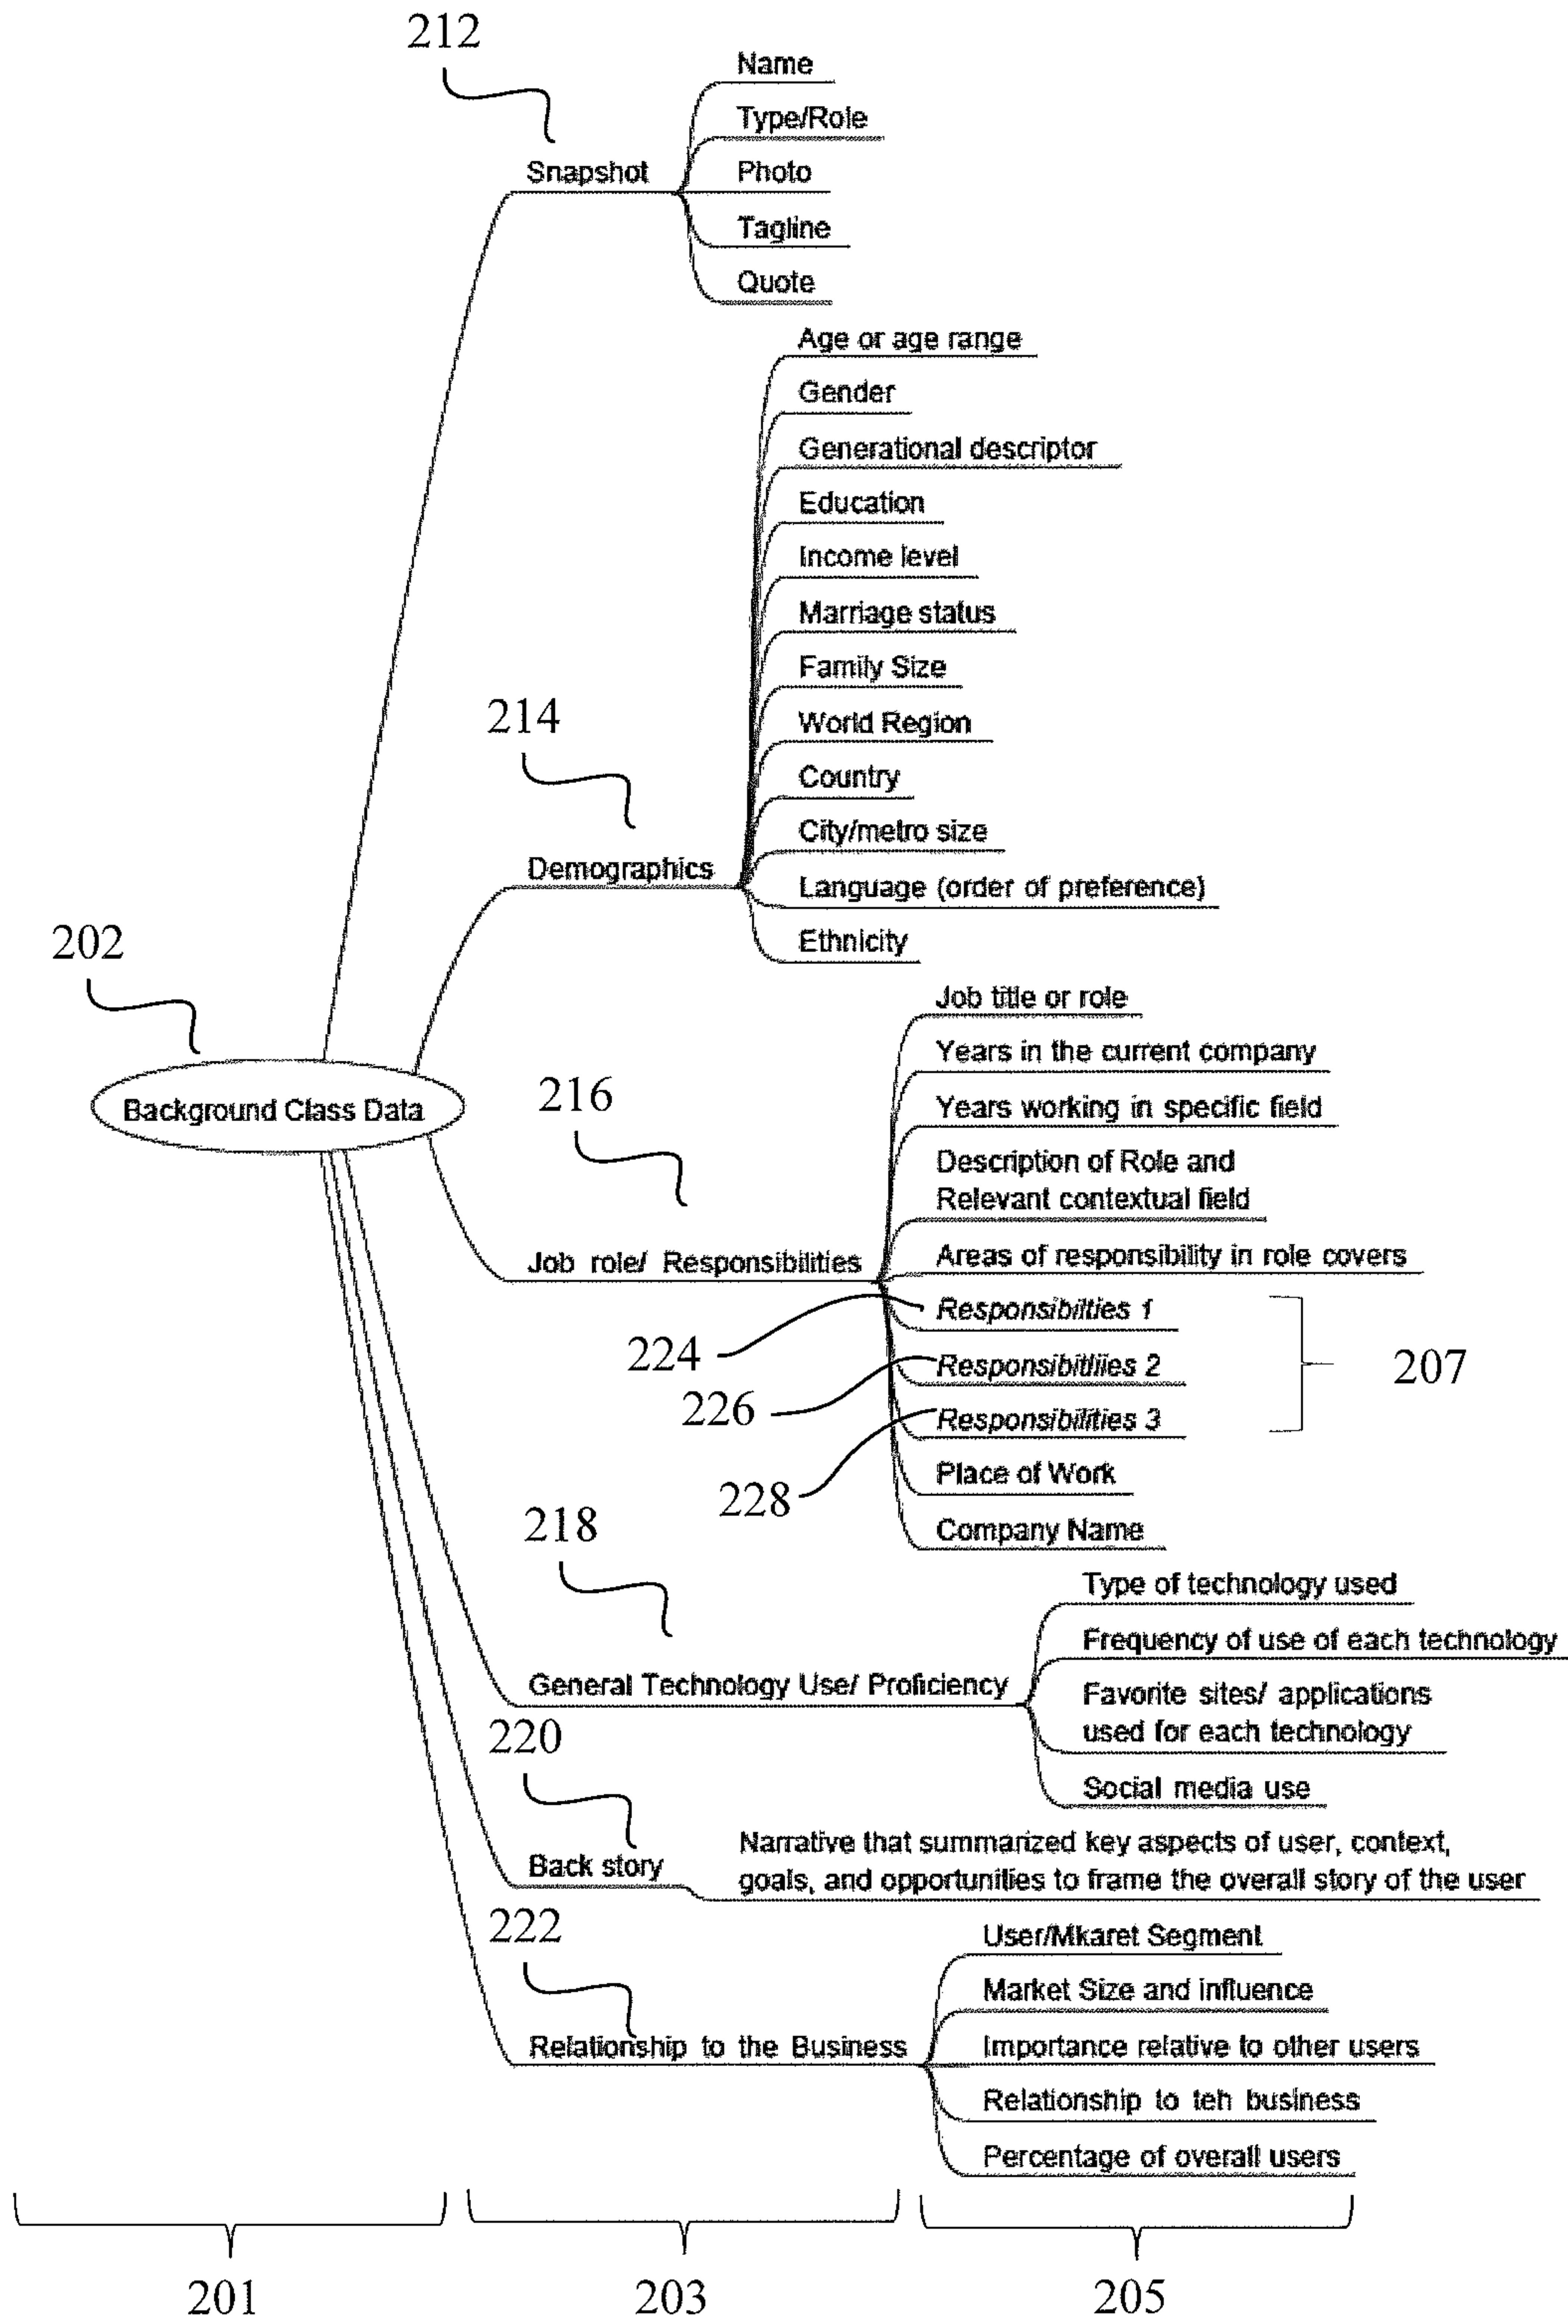 212
Name
Type/Role
Snapshot
Photo
Tagline
Quote
Age or age range
Gender
Generational descriptor
Education
Income level
Marriage status
Family Size
214
World Region
Country
City/metro size
Demographics
Language (order of preference)
Ethnicity
202
Background Class Data
Job title or role
Years in the current company
216
Years working in specific field
Description of Role and
Relevant contextual field
Job role/ Responsibilities
Areas of responsibility in role covers
224
Responsibilties 1
226
Responsibitliies 2
207
228
Responsibilities 3
Place of Work
Company Name
218
Type of technology used
Frequency of use of each technology
General Technology Use/ Proficiency
Favorite sites/ applications
used for each technology
Social media use
220
Back story
Narrative that summarized key aspects of user, context,
goals, and opportunities to frame the overall story of the user
222
User/Mkaret Segment
Market Size and influence
Relationship to the Business
Importance relative to other users
Relationship to teh business
Percentage of overall users
201
203
205